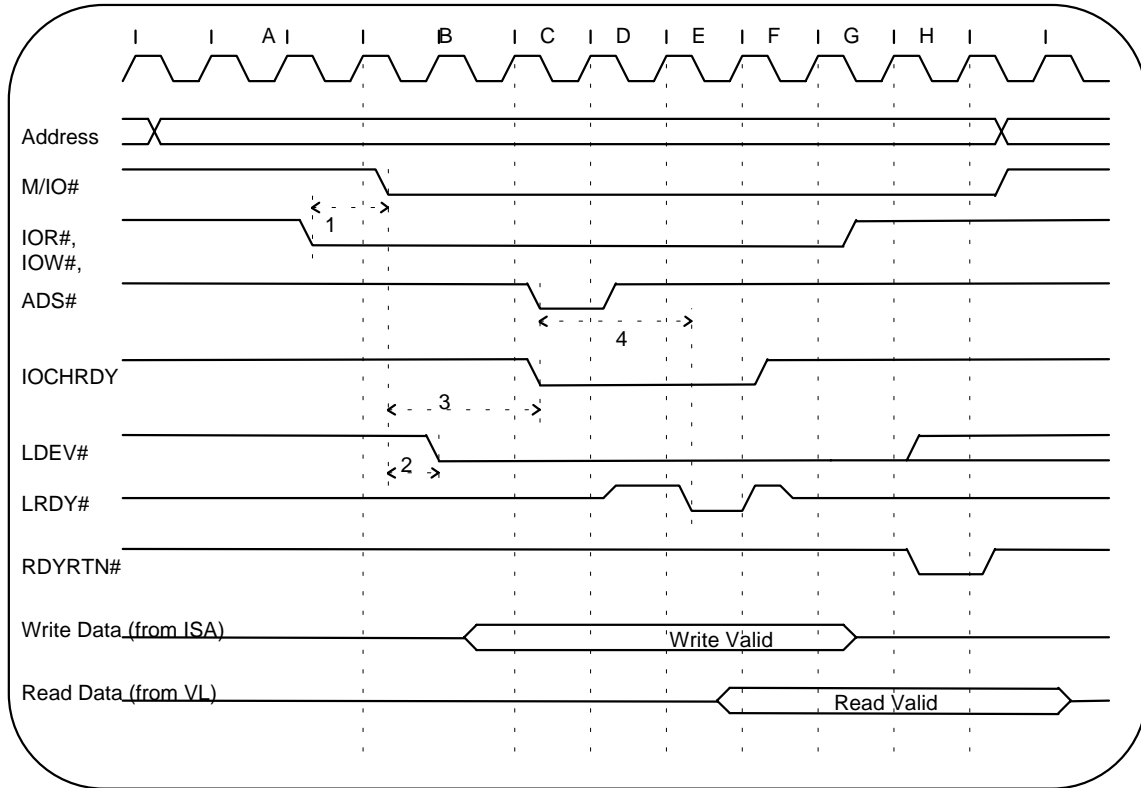 A B C D E F G H
Address
M/IO#
1
IOR#,
IOW#,
ADS#
4
IOCHRDY
3
LDEV#
2
LRDY#
RDYRTN#
Write Data (from ISA)
Write Valid
Read Data (from VL)
Read Valid